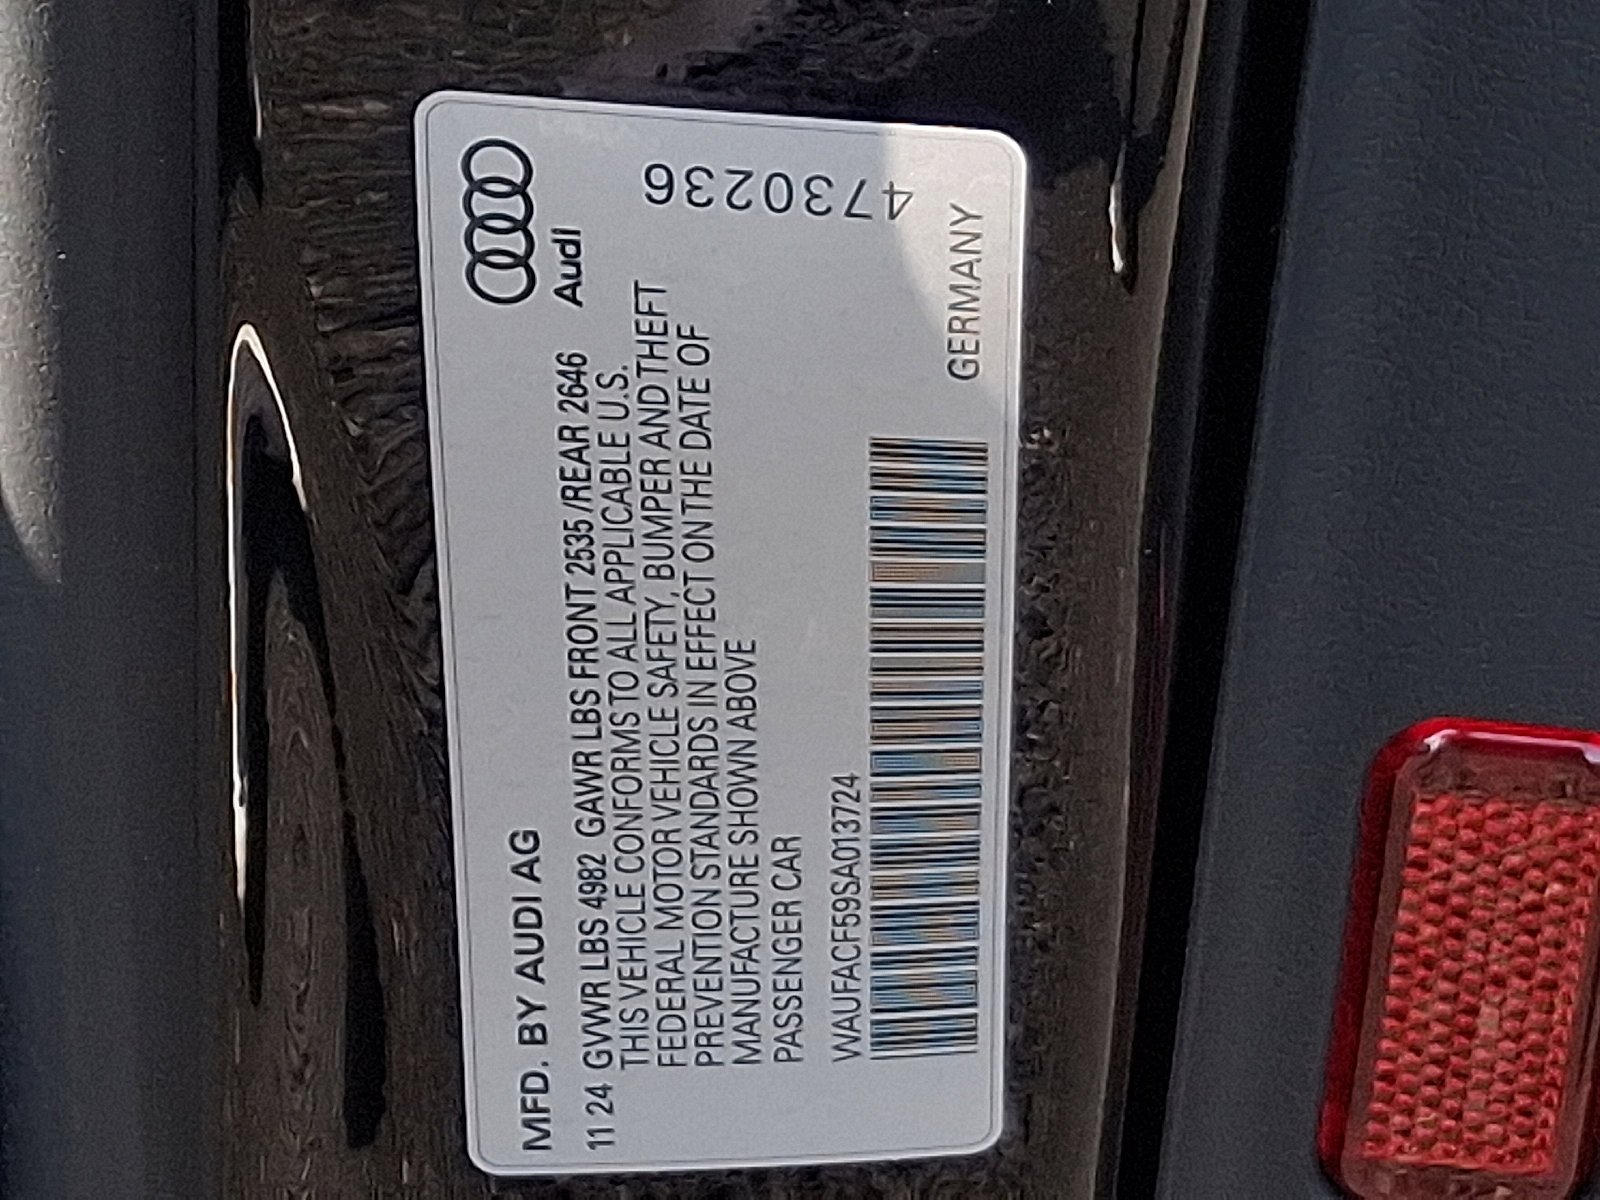 MFD. BY AUDI AG
Audi
11 24 GVWR LBS 4982 GAWR LBS FRONT 2535 /REAR 2646
THIS VEHICLE CONFORMS TO ALL APPLICABLE U.S.
FEDERAL MOTOR VEHICLE SAFETY, BUMPER AND THEFT
PREVENTION STANDARDS IN EFFECT ON THE DATE OF
MANUFACTURE SHOWN ABOVE
PASSENGER CAR
4730236
WAUFACF59SA013724
GERMANY